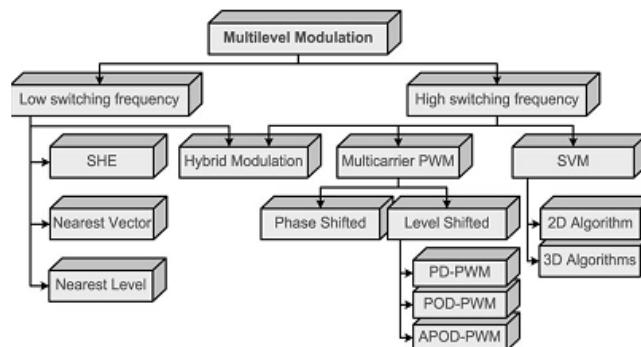 Multilevel Modulation
Low switching frequency
High switching frequency
SHE
Hybrid Modulation
Multicarrier PWM
SVM
Nearest Vector
Phase Shifted
Level Shifted
2D Algorithm
3D Algorithms
Nearest Level
PD-PWM
POD-PWM
APOD-PWM